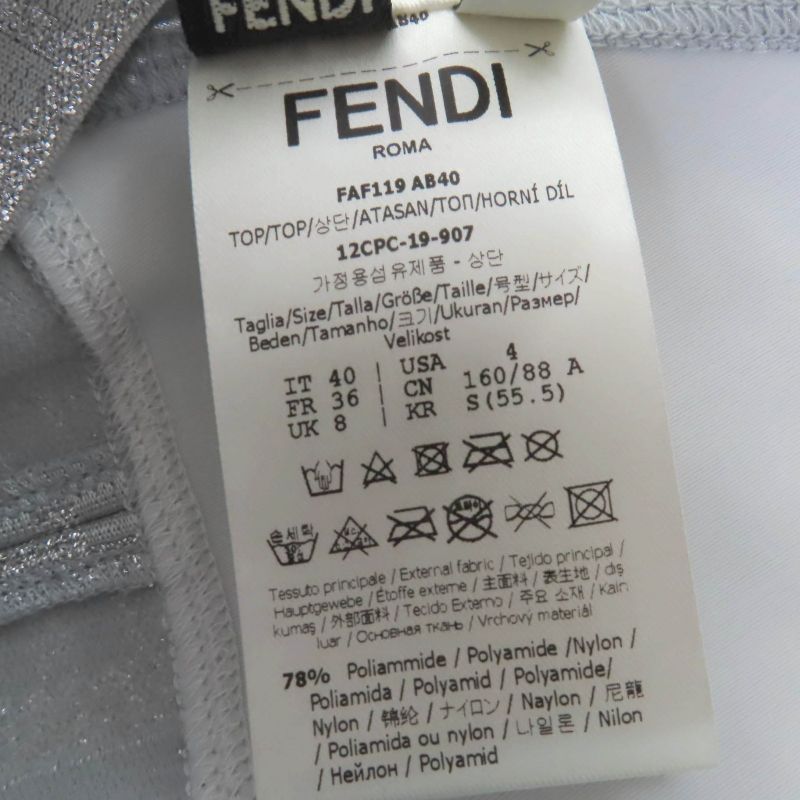 FENDI
AB40
FENDI
ROMA
FAF119 AB40
TOP/TOP/상단/ATASAN/ТОП/HORNÍ DÍL
12CPC-19-907
가정용섬유제품 - 상단
Taglia/Size/Talla/Größe/Taille/号型/サイズ/
Beden/Tamanho/크기/Ukuran/Размер/
Velikost
IT 40 | USA 4
FR 36 | CN 160/88 A
UK 8 | KR S(55.5)
손세탁
Tessuto principale / External fabric / Tejido principal /
Hauptgewebe / Étoffe externe / 主面料 / 表生地 / dış
kumaş / 外部面料 / Tecido Externo / 주요 소재 / Kain
luar / Основная ткань / Vrchový materiál
78% Poliammide / Polyamide /Nylon /
Poliamida / Polyamid / Polyamide/
Nylon / 锦纶 / ナイロン / Naylon / 尼龍
/ Poliamida ou nylon / 나일론 / Nilon
/ Нейлон / Polyamid